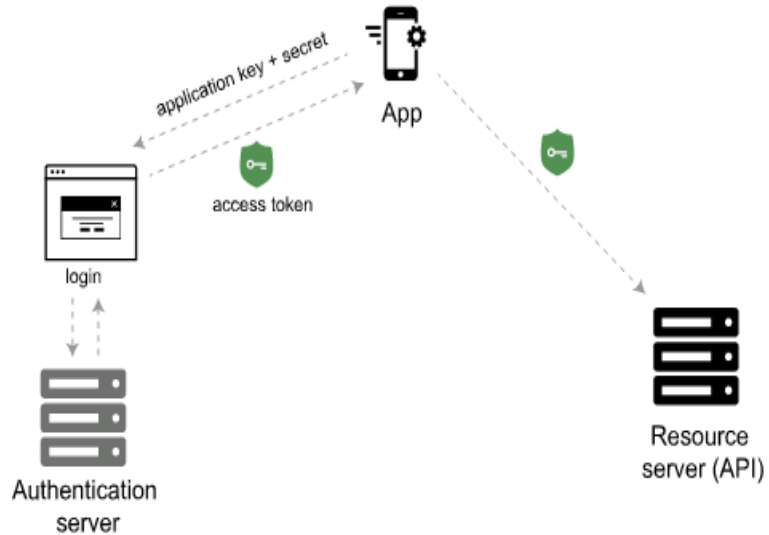 application key + secret
App
access token
login
Authentication
server
Resource
server (API)